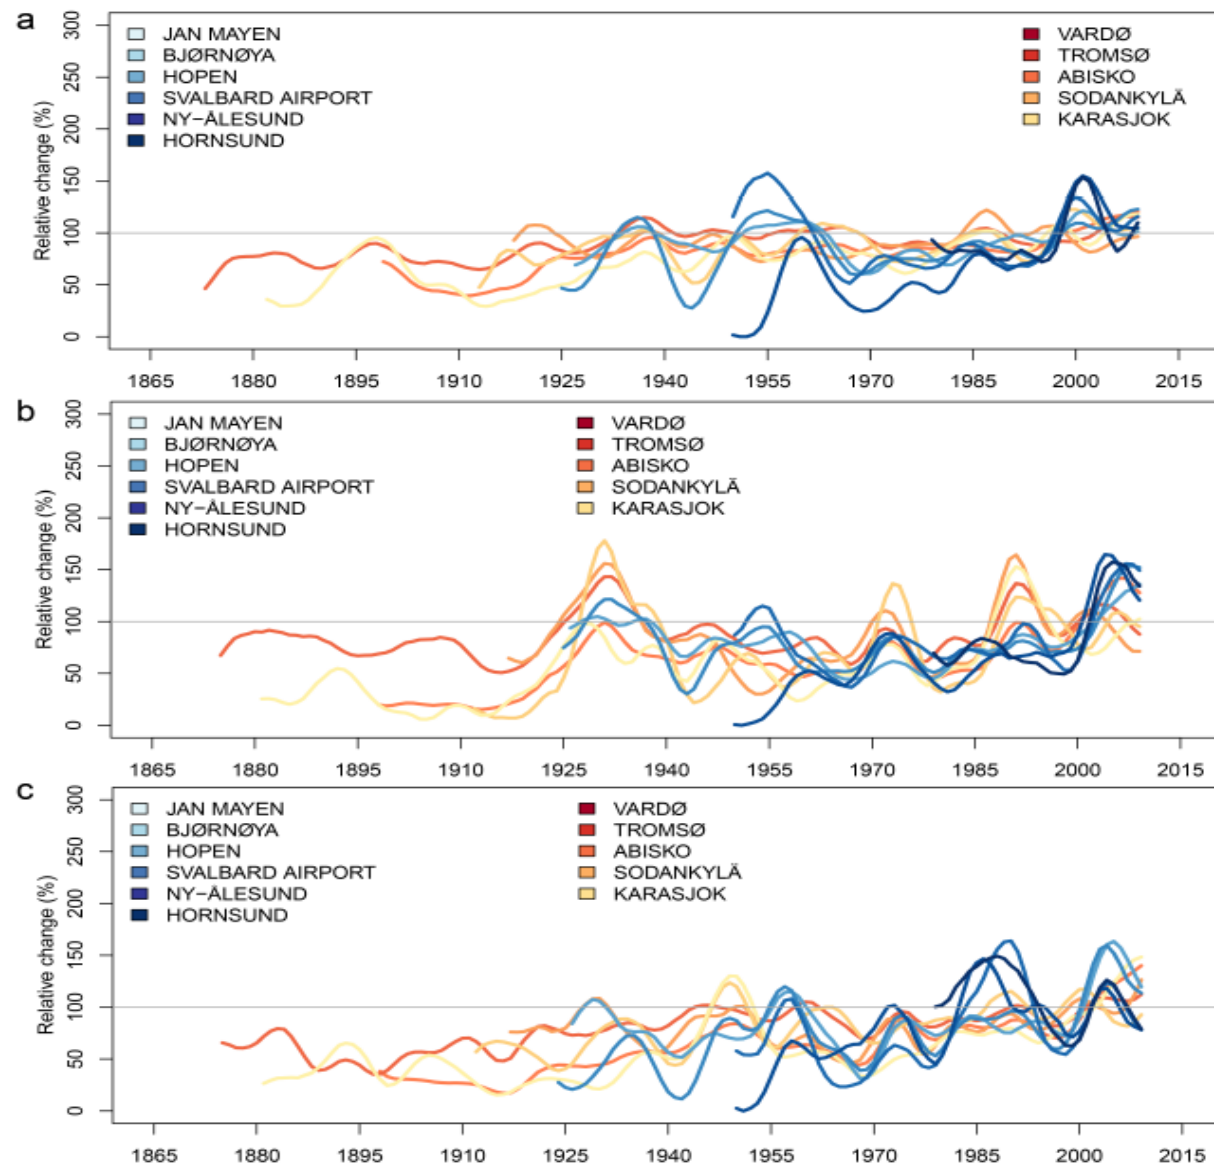 a
Relative change (%)
300
250
200
150
100
50
0
JAN MAYEN
BJØRNØYA
HOPEN
SVALBARD AIRPORT
NY−ÅLESUND
HORNSUND
VARDØ
TROMSØ
ABISKO
SODANKYLÄ
KARASJOK
1865 1880 1895 1910 1925 1940 1955 1970 1985 2000 2015
b
Relative change (%)
300
250
200
150
100
50
0
JAN MAYEN
BJØRNØYA
HOPEN
SVALBARD AIRPORT
NY−ÅLESUND
HORNSUND
VARDØ
TROMSØ
ABISKO
SODANKYLÄ
KARASJOK
1865 1880 1895 1910 1925 1940 1955 1970 1985 2000 2015
c
Relative change (%)
300
250
200
150
100
50
0
JAN MAYEN
BJØRNØYA
HOPEN
SVALBARD AIRPORT
NY−ÅLESUND
HORNSUND
VARDØ
TROMSØ
ABISKO
SODANKYLÄ
KARASJOK
1865 1880 1895 1910 1925 1940 1955 1970 1985 2000 2015